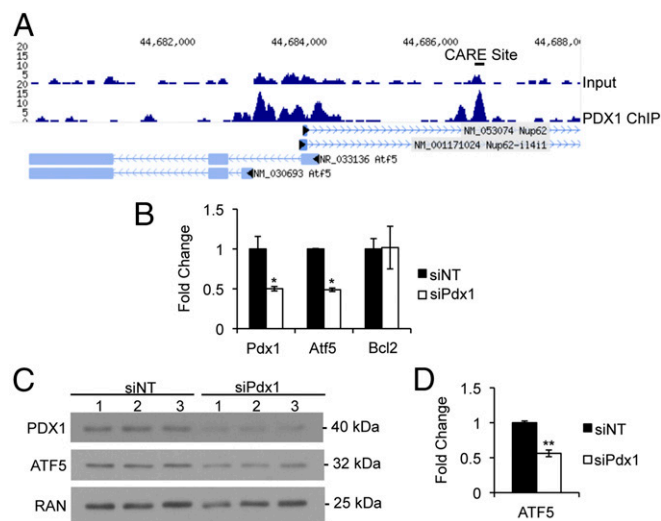 A
44,682,000 44,684,000 44,686,000 44,688,000
CARE Site
20
15
10
5
0
Input
20
15
10
5
0
PDX1 ChIP
NM_053074 Nup62
NM_001171024 Nup62-il4i1
NR_033136 Atf5
NM_030693 Atf5
B
Fold Change
1.5
1
0.5
0
* *
Pdx1 Atf5 Bcl2
siNT
siPdx1
C
siNT siPdx1
1 2 3 1 2 3
PDX1 - 40 kDa
ATF5 - 32 kDa
RAN - 25 kDa
D
Fold Change
1.5
1
0.5
0
**
ATF5
siNT
siPdx1